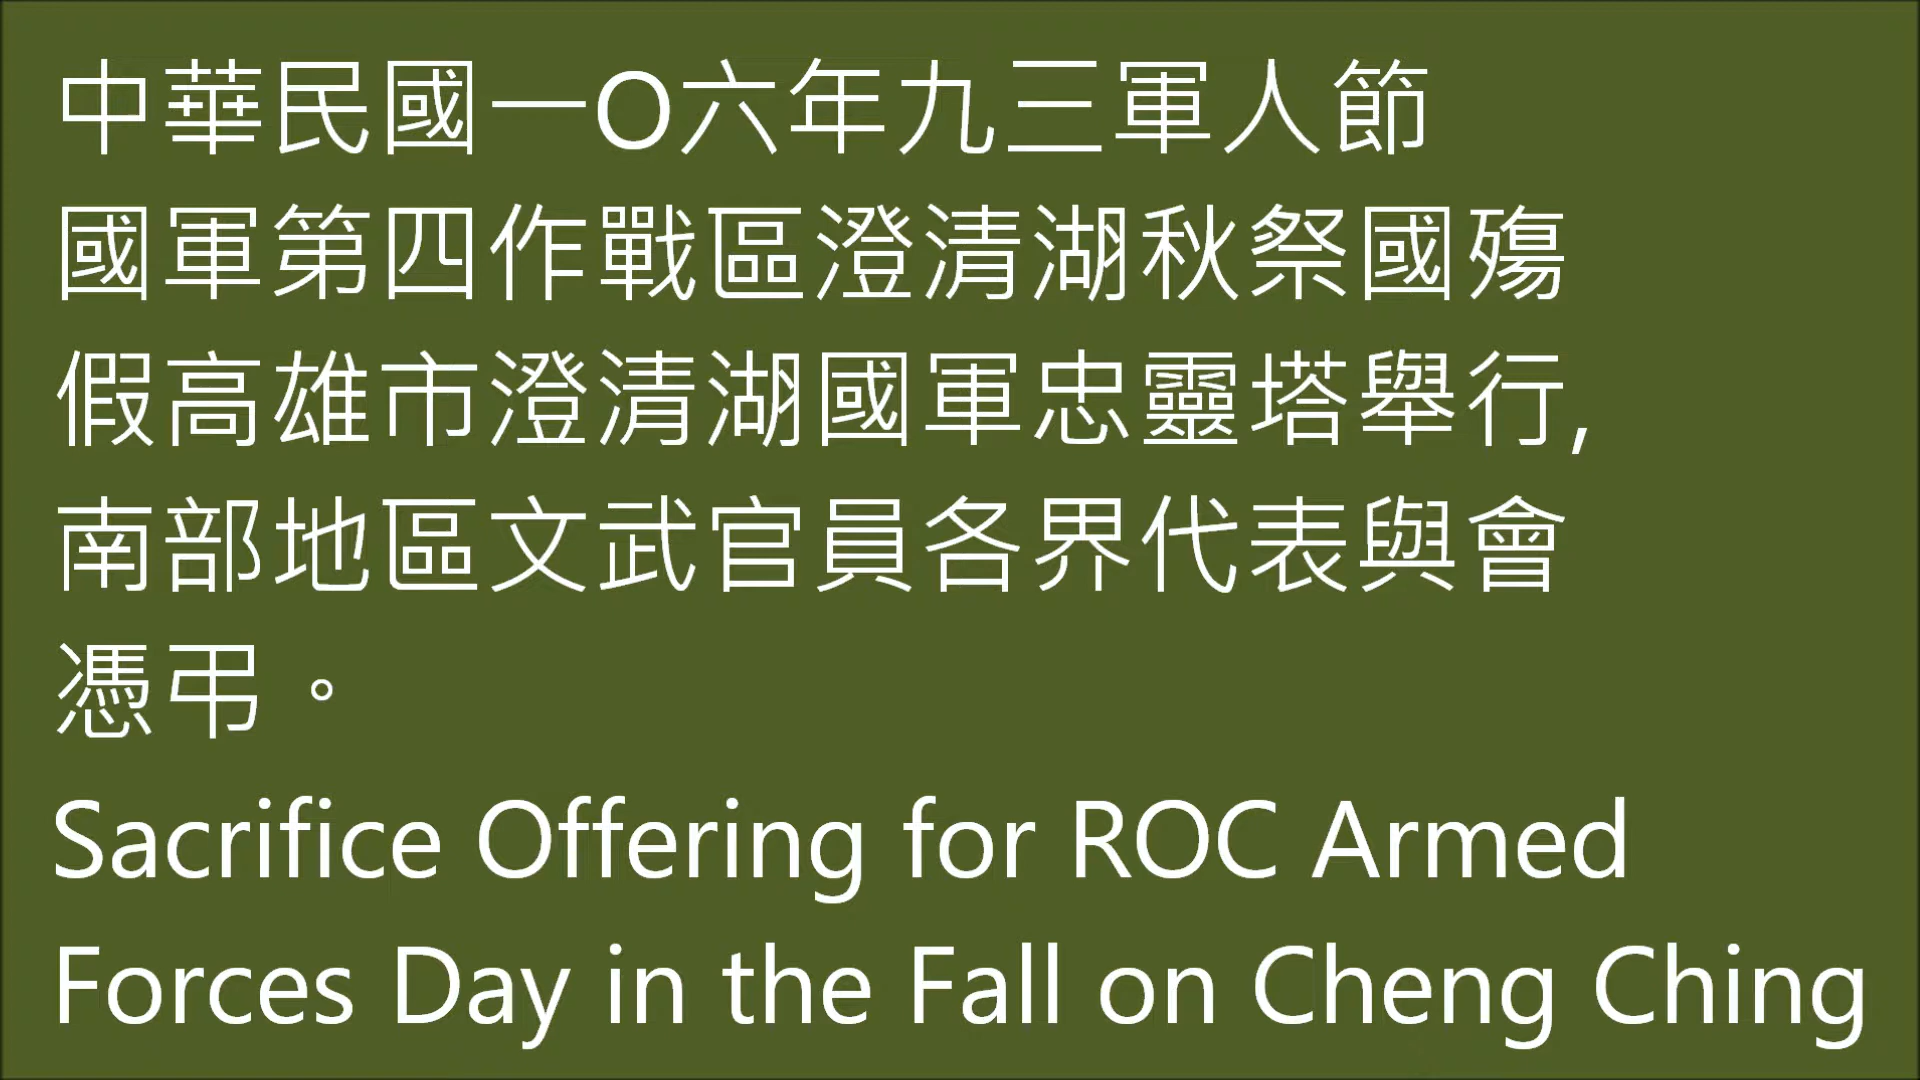 中華民國一O六年九三軍人節
國軍第四作戰區澄清湖秋祭國殤
假高雄市澄清湖國軍忠靈塔舉行,
南部地區文武官員各界代表與會
憑弔。
Sacrifice Offering for ROC Armed
Forces Day in the Fall on Cheng Ching